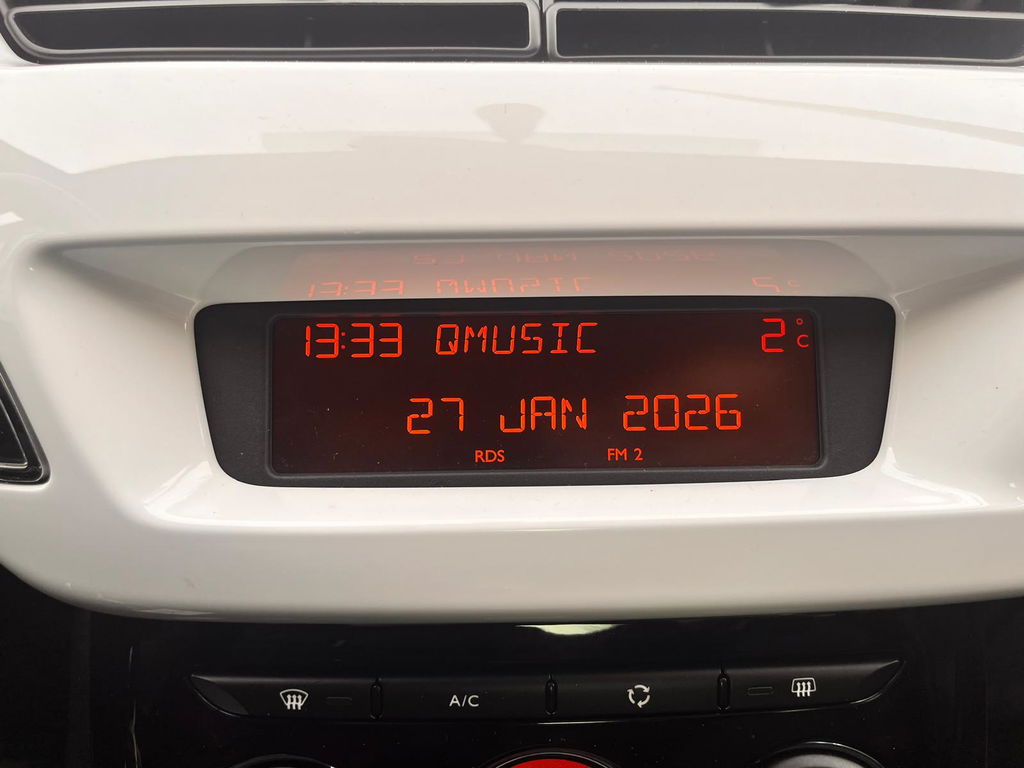 13:33 QMUSIC 2°C
27 JAN 2026
RDS FM 2
A/C